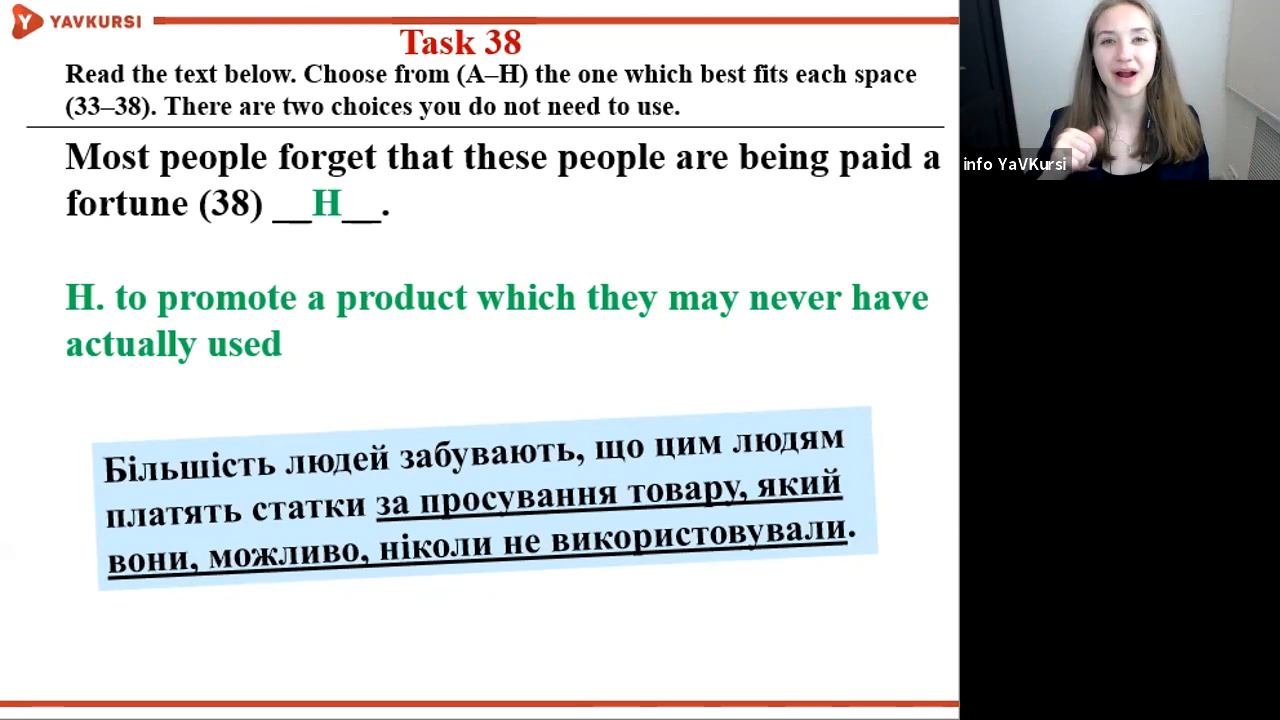 YAVKURSI
Task 38
Read the text below. Choose from (A–H) the one which best fits each space
(33–38). There are two choices you do not need to use.
Most people forget that these people are being paid a
fortune (38) __H__.
H. to promote a product which they may never have
actually used
Більшість людей забувають, що цим людям
платять статки за просування товару, який
вони, можливо, ніколи не використовували.
info YaVKursi